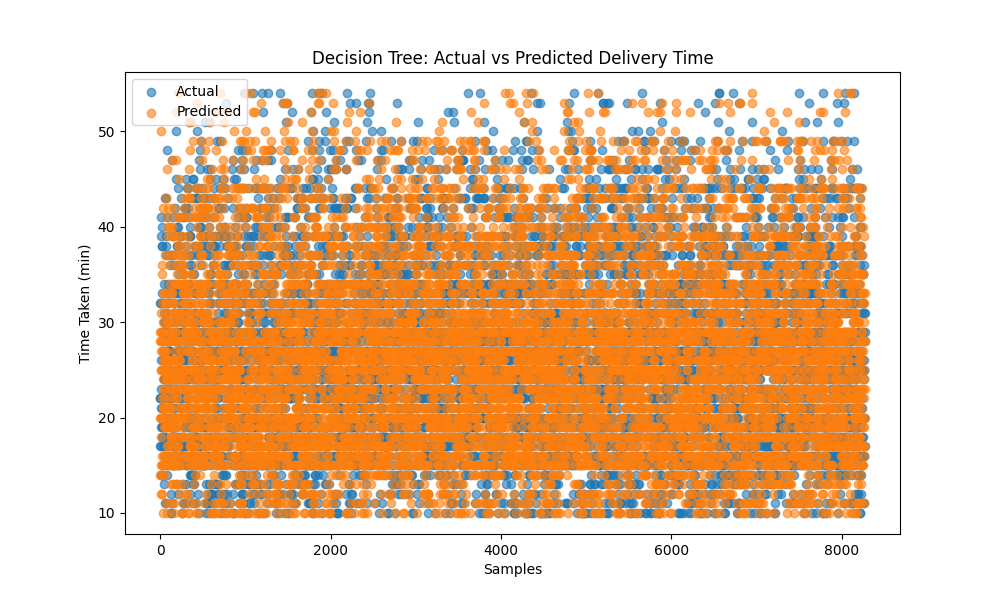 Decision Tree: Actual vs Predicted Delivery Time
Actual
Predicted
Time Taken (min)
50
40
30
20
10
0
2000
4000
6000
8000
Samples